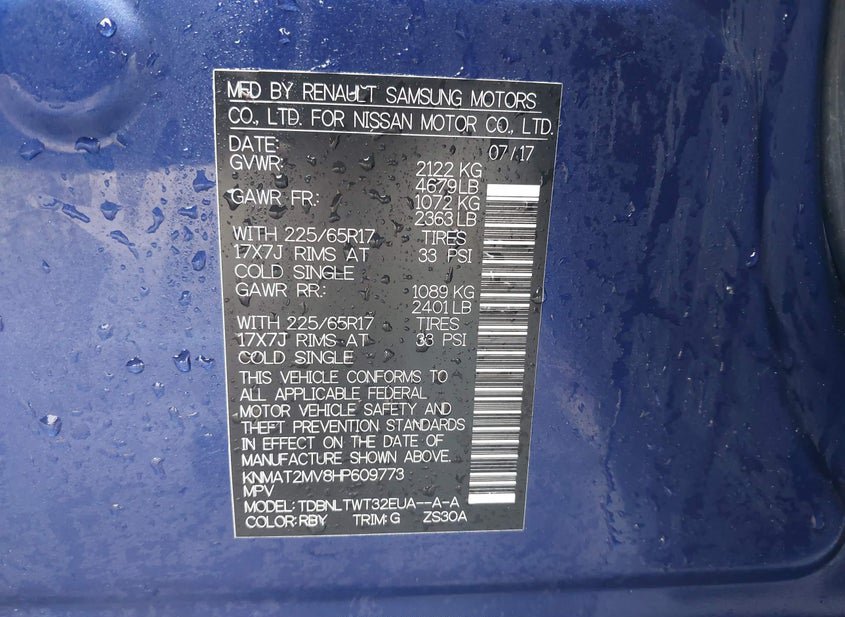 MFD BY RENAULT SAMSUNG MOTORS
CO., LTD. FOR NISSAN MOTOR CO., LTD.
DATE: 07/17
GVWR: 2122 KG
4679LB
GAWR FR: 1072 KG
2363 LB
WITH 225/65R17 TIRES
17X7J RIMS AT 33 PSI
COLD SINGLE
GAWR RR: 1089 KG
2401 LB
WITH 225/65R17 TIRES
17X7J RIMS AT 33 PSI
COLD SINGLE
THIS VEHICLE CONFORMS TO
ALL APPLICABLE FEDERAL
MOTOR VEHICLE SAFETY AND
THEFT PREVENTION STANDARDS
IN EFFECT ON THE DATE OF
MANUFACTURE SHOWN ABOVE.
KNMAT2MV8HP609773
MPV
MODEL: TDBNLTWT32EUA--A-A
COLOR:RBY TRIM:G ZS30A